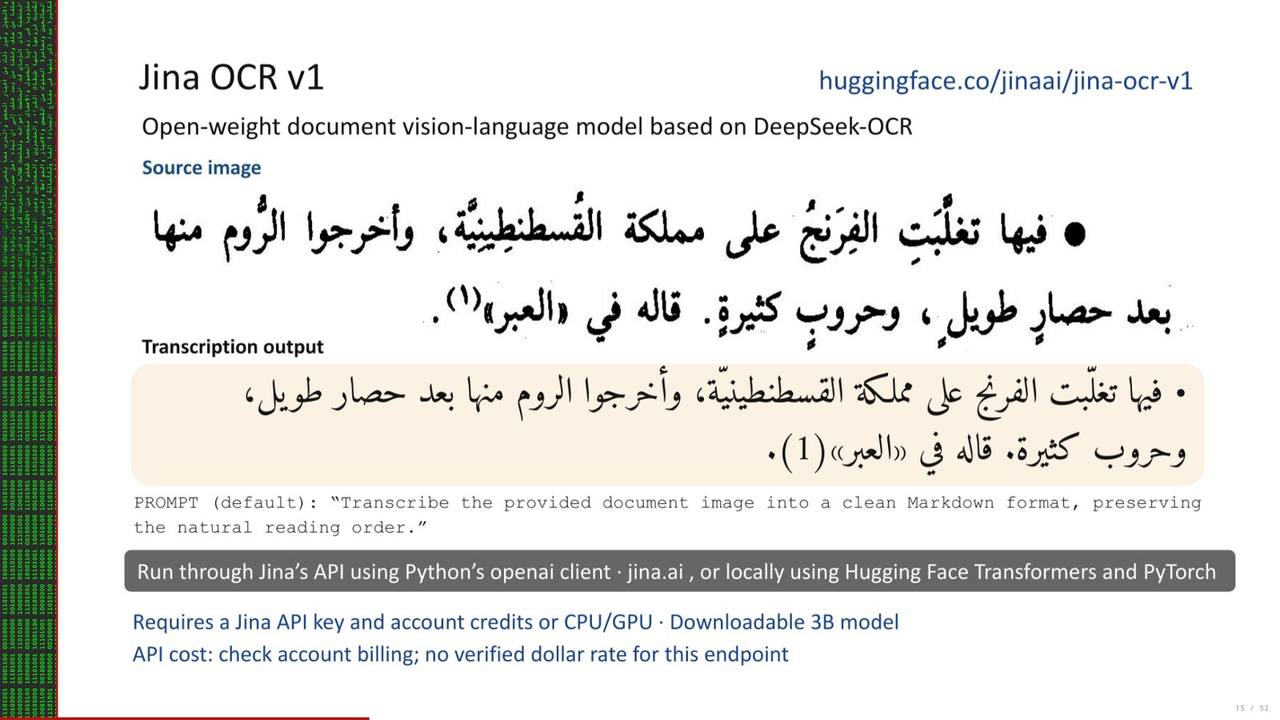 Jina OCR v1
huggingface.co/jinaai/jina-ocr-v1
Open-weight document vision-language model based on DeepSeek-OCR
Source image
● فيها تغلَّبَتِ الفِرَنجُ على مملكة القُسطنطِينِيَّة، وأخرجوا الرُّوم منها
بعد حصارٍ طويلٍ، وحروبٍ كثيرةٍ. قاله في «العبر»(١).
Transcription output
• فيها تغلّبت الفرنج على مملكة القسطنطينيّة، وأخرجوا الروم منها بعد حصار طويل،
وحروب كثيرة. قاله في «العبر»(1).
PROMPT (default): “Transcribe the provided document image into a clean Markdown format, preserving
the natural reading order.”
Run through Jina’s API using Python’s openai client · jina.ai , or locally using Hugging Face Transformers and PyTorch
Requires a Jina API key and account credits or CPU/GPU · Downloadable 3B model
API cost: check account billing; no verified dollar rate for this endpoint
15 / 52